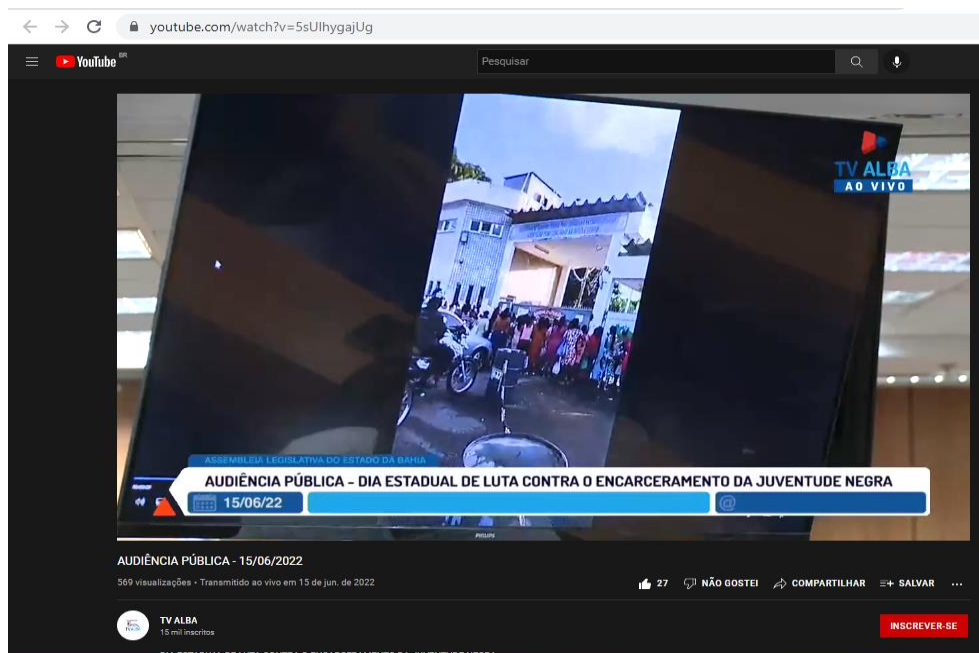 youtube.com/watch?v=5sUlhygajUg
YouTube BR
Pesquisar
TV ALBA
AO VIVO
ASSEMBLEIA LEGISLATIVA DO ESTADO DA BAHIA
AUDIÊNCIA PÚBLICA - DIA ESTADUAL DE LUTA CONTRA O ENCARCERAMENTO DA JUVENTUDE NEGRA
15/06/22
@
PHILIPS
AUDIÊNCIA PÚBLICA - 15/06/2022
569 visualizações • Transmitido ao vivo em 15 de jun. de 2022
27 NÃO GOSTEI COMPARTILHAR SALVAR ...
TV ALBA
15 mil inscritos
INSCREVER-SE